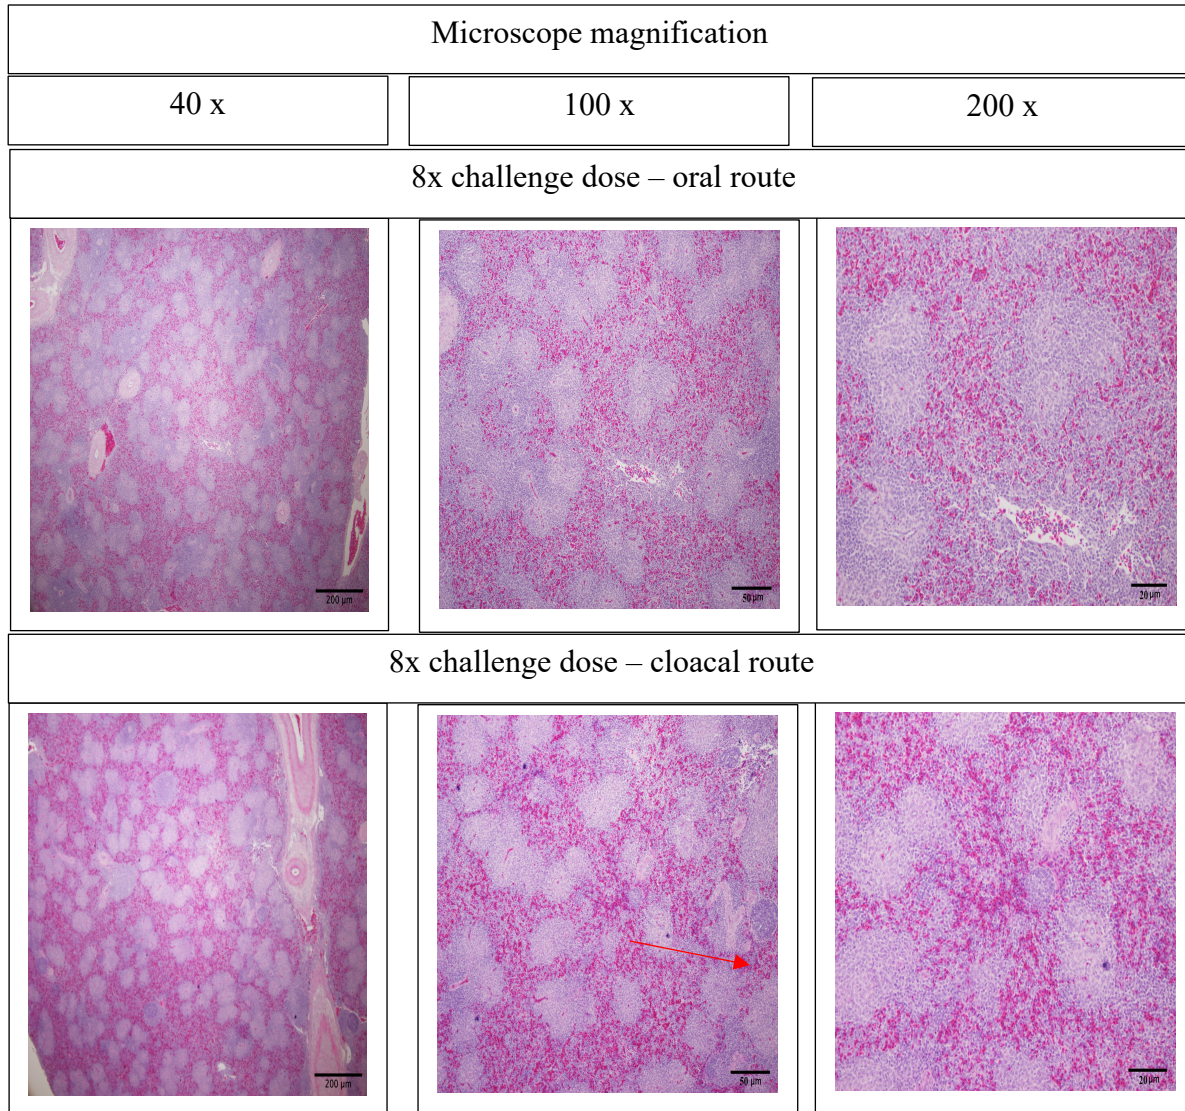 Microscope magnification
40 x
100 x
200 x
8x challenge dose – oral route
200 µm
50 µm
20 µm
8x challenge dose – cloacal route
200 µm
50 µm
20 µm